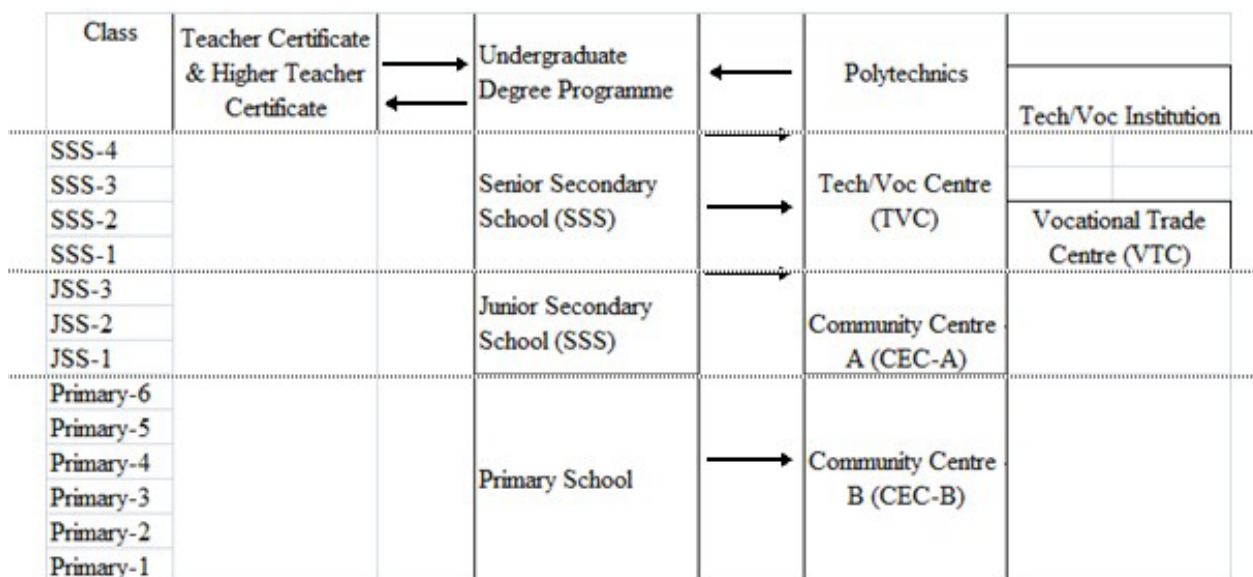 Class
Teacher Certificate
& Higher Teacher
Certificate
Undergraduate
Degree Programme
Polytechnics
Tech/Voc Institution
SSS-4
SSS-3
SSS-2
SSS-1
Senior Secondary
School (SSS)
Tech/Voc Centre
(TVC)
Vocational Trade
Centre (VTC)
JSS-3
JSS-2
JSS-1
Junior Secondary
School (SSS)
Community Centre
A (CEC-A)
Primary-6
Primary-5
Primary-4
Primary-3
Primary-2
Primary-1
Primary School
Community Centre
B (CEC-B)